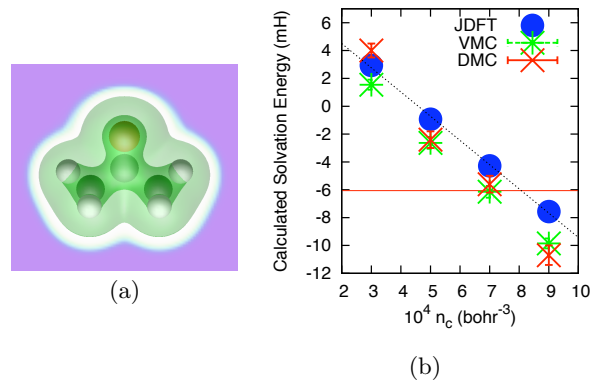 (a)
Calculated Solvation Energy (mH)
6
4
2
0
-2
-4
-6
-8
-10
-12
JDFT
VMC
DMC
2 3 4 5 6 7 8 9 10
10⁴ n_c (bohr⁻³)
(b)